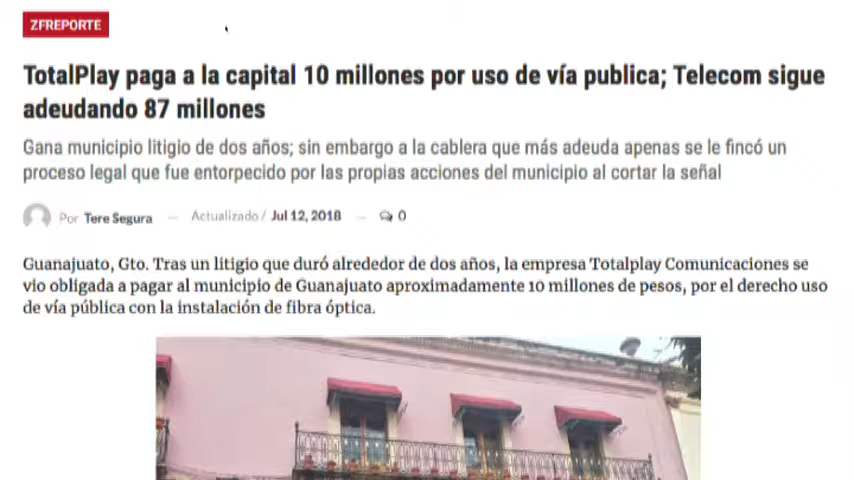 ZFREPORTE
TotalPlay paga a la capital 10 millones por uso de vía publica; Telecom sigue
adeudando 87 millones
Gana municipio litigio de dos años; sin embargo a la cablera que más adeuda apenas se le fincó un
proceso legal que fue entorpecido por las propias acciones del municipio al cortar la señal
Por Tere Segura — Actualizado / Jul 12, 2018 — 0
Guanajuato, Gto. Tras un litigio que duró alrededor de dos años, la empresa Totalplay Comunicaciones se
vio obligada a pagar al municipio de Guanajuato aproximadamente 10 millones de pesos, por el derecho uso
de vía pública con la instalación de fibra óptica.